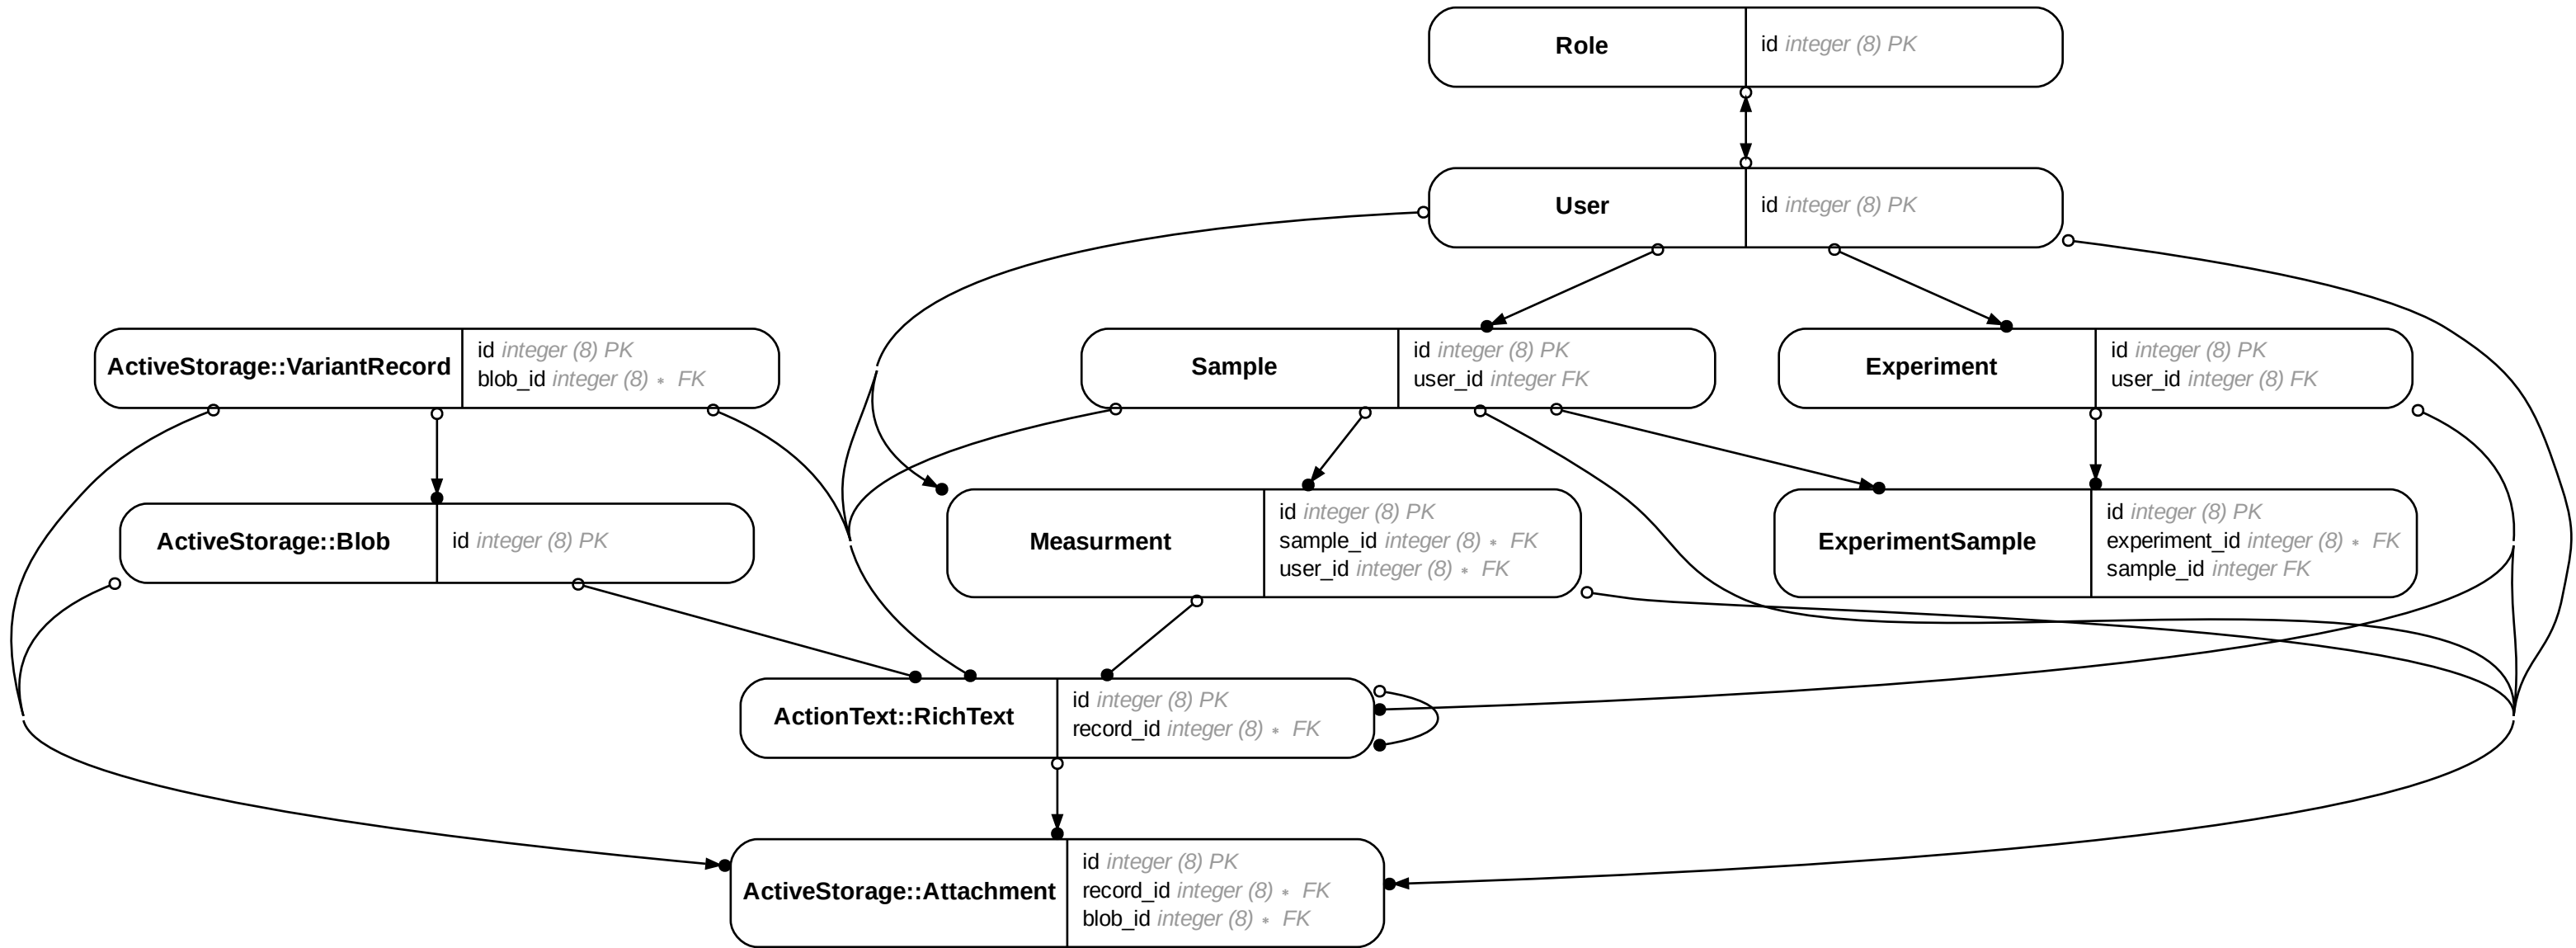 Role
id integer (8) PK
User
id integer (8) PK
ActiveStorage::VariantRecord
id integer (8) PK
blob_id integer (8) ∗ FK
Sample
id integer (8) PK
user_id integer FK
Experiment
id integer (8) PK
user_id integer (8) FK
ActiveStorage::Blob
id integer (8) PK
Measurment
id integer (8) PK
sample_id integer (8) ∗ FK
user_id integer (8) ∗ FK
ExperimentSample
id integer (8) PK
experiment_id integer (8) ∗ FK
sample_id integer FK
ActionText::RichText
id integer (8) PK
record_id integer (8) ∗ FK
ActiveStorage::Attachment
id integer (8) PK
record_id integer (8) ∗ FK
blob_id integer (8) ∗ FK